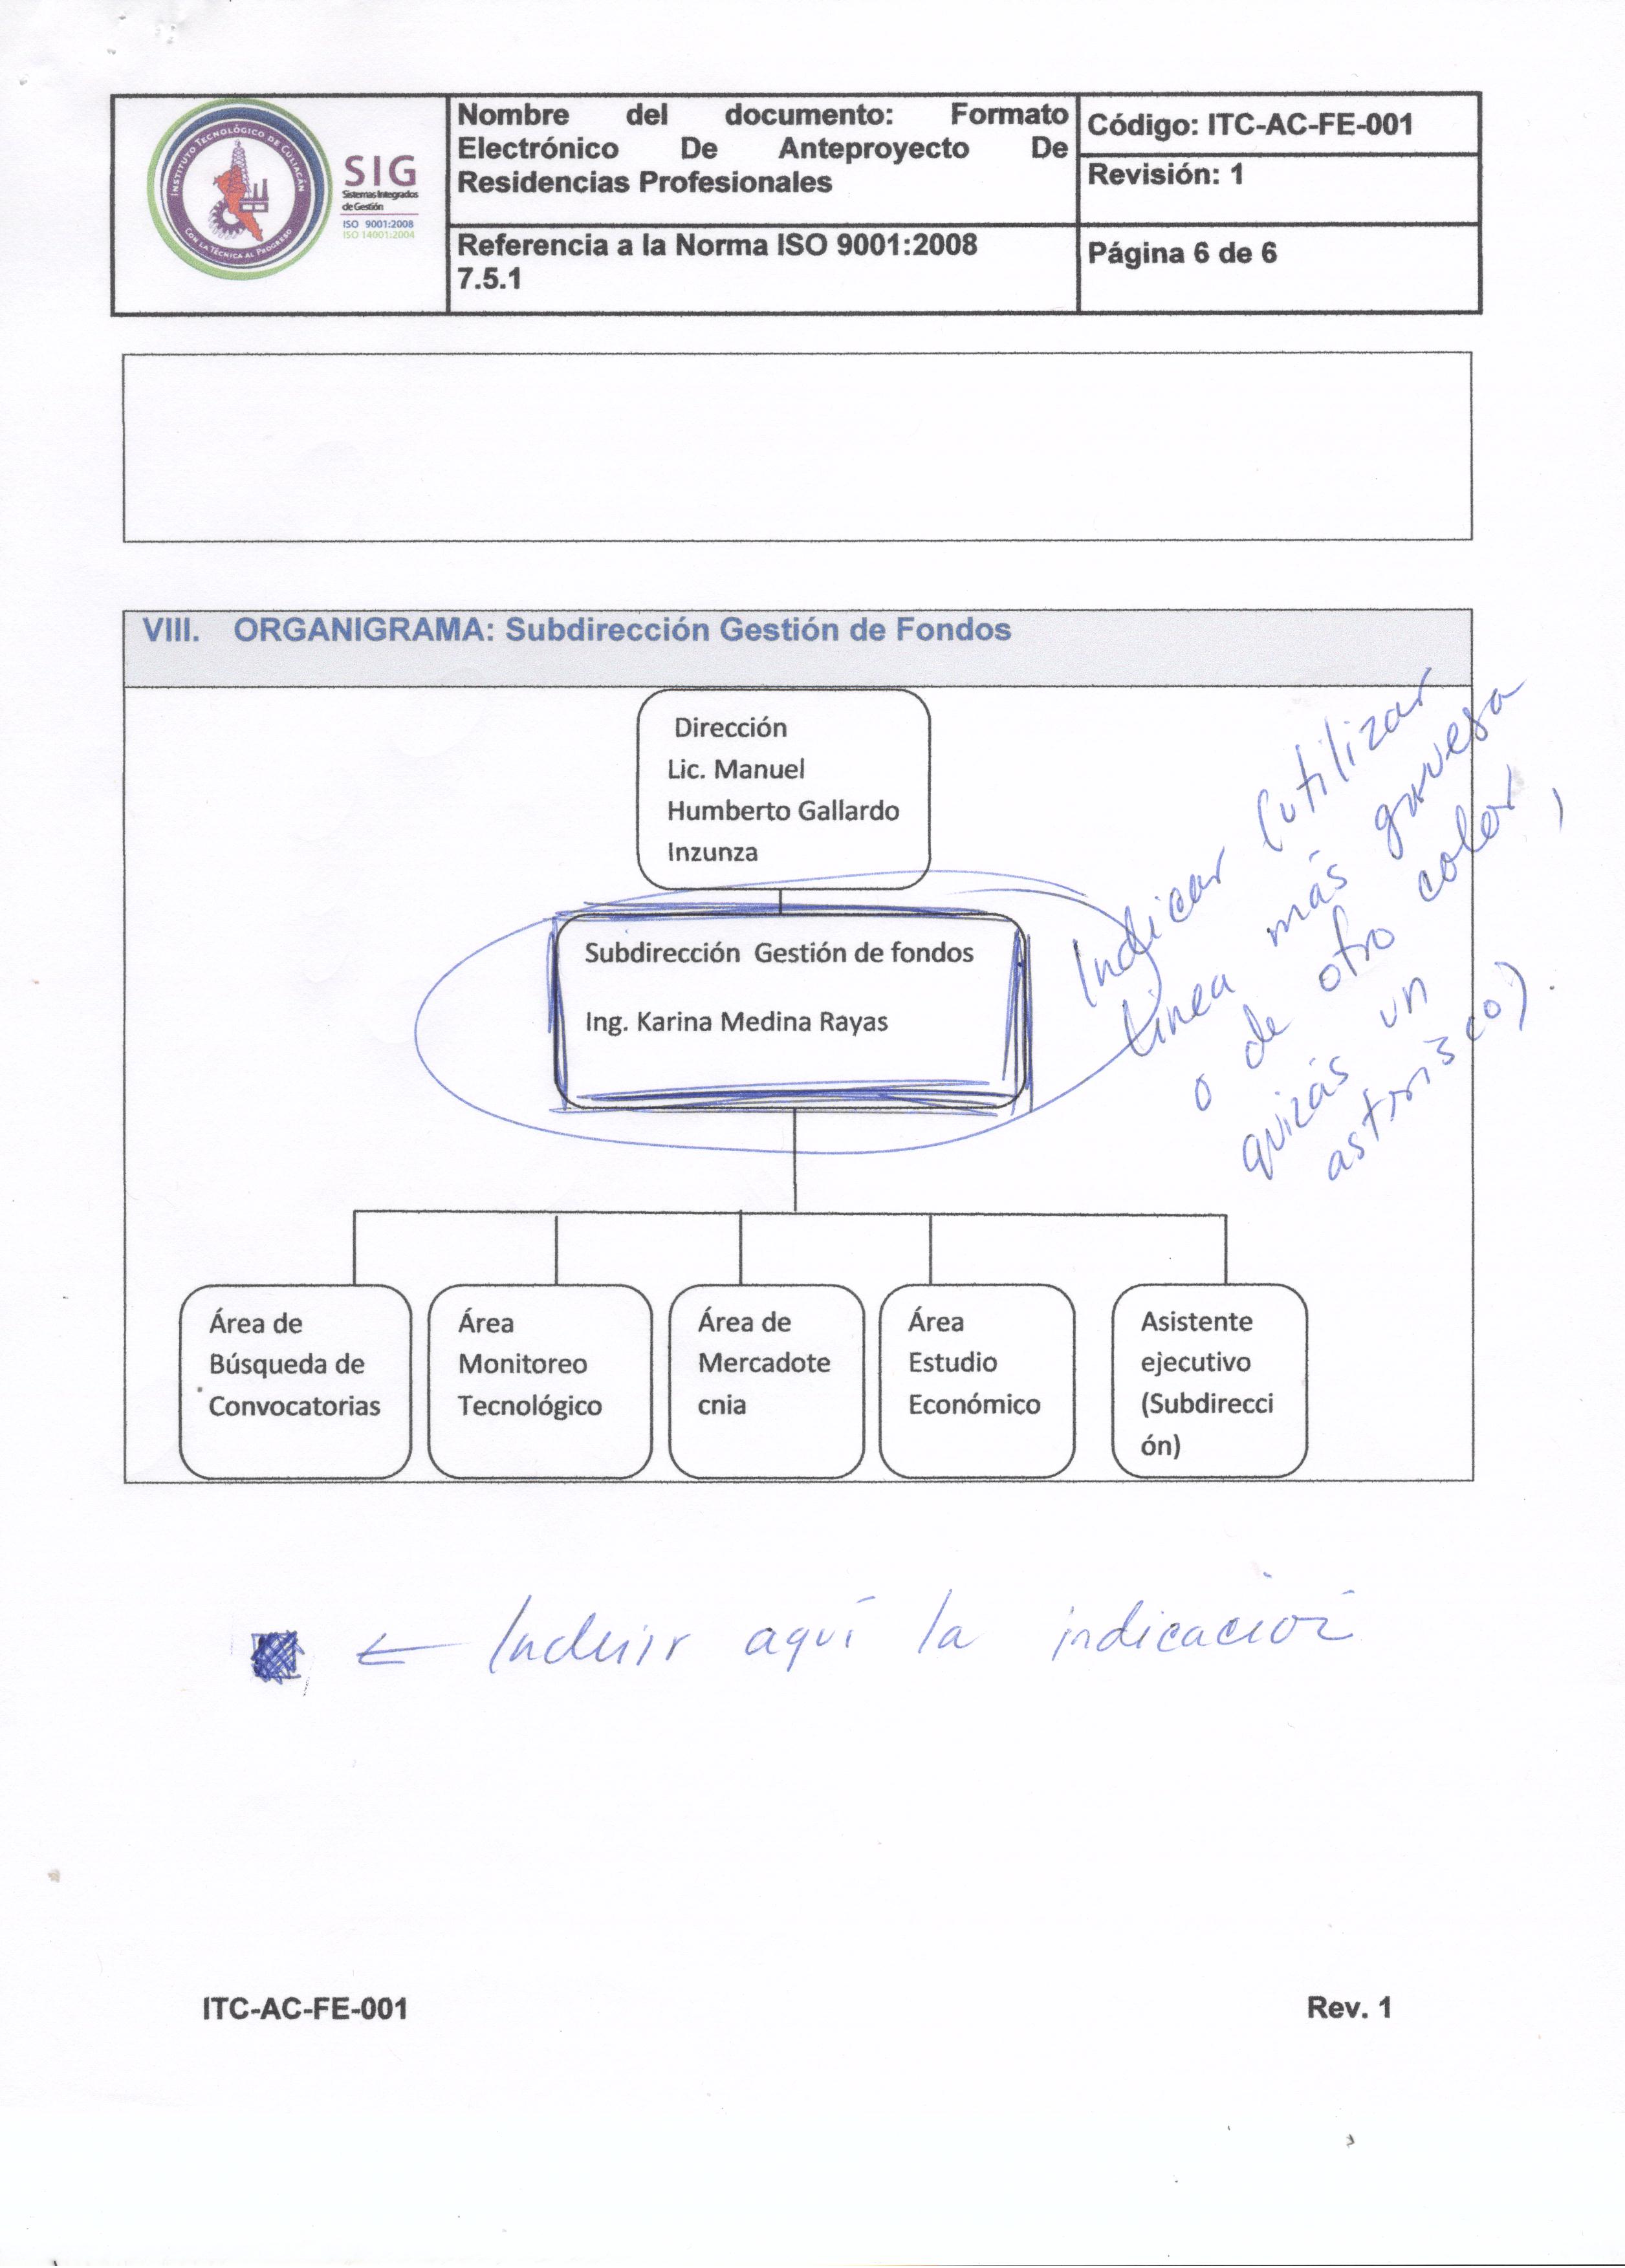 INSTITUTO TECNOLÓGICO DE CULIACÁN
CON LA TÉCNICA AL PROGRESO
SIG
Sistemas Integrados
de Gestión
ISO 9001:2008
ISO 14001:2004
Nombre del documento: Formato
Electrónico De Anteproyecto De
Residencias Profesionales
Código: ITC-AC-FE-001
Revisión: 1
Referencia a la Norma ISO 9001:2008
7.5.1
Página 6 de 6
VIII. ORGANIGRAMA: Subdirección Gestión de Fondos
Dirección
Lic. Manuel
Humberto Gallardo
Inzunza
Subdirección Gestión de fondos
Ing. Karina Medina Rayas
Indicar (utilizar
línea más gruesa
o de otro color,
quizás un
astrisco)
Área de
Búsqueda de
Convocatorias
Área
Monitoreo
Tecnológico
Área de
Mercadote
cnia
Área
Estudio
Económico
Asistente
ejecutivo
(Subdirecci
ón)
← Incluir aquí la indicación
ITC-AC-FE-001
Rev. 1